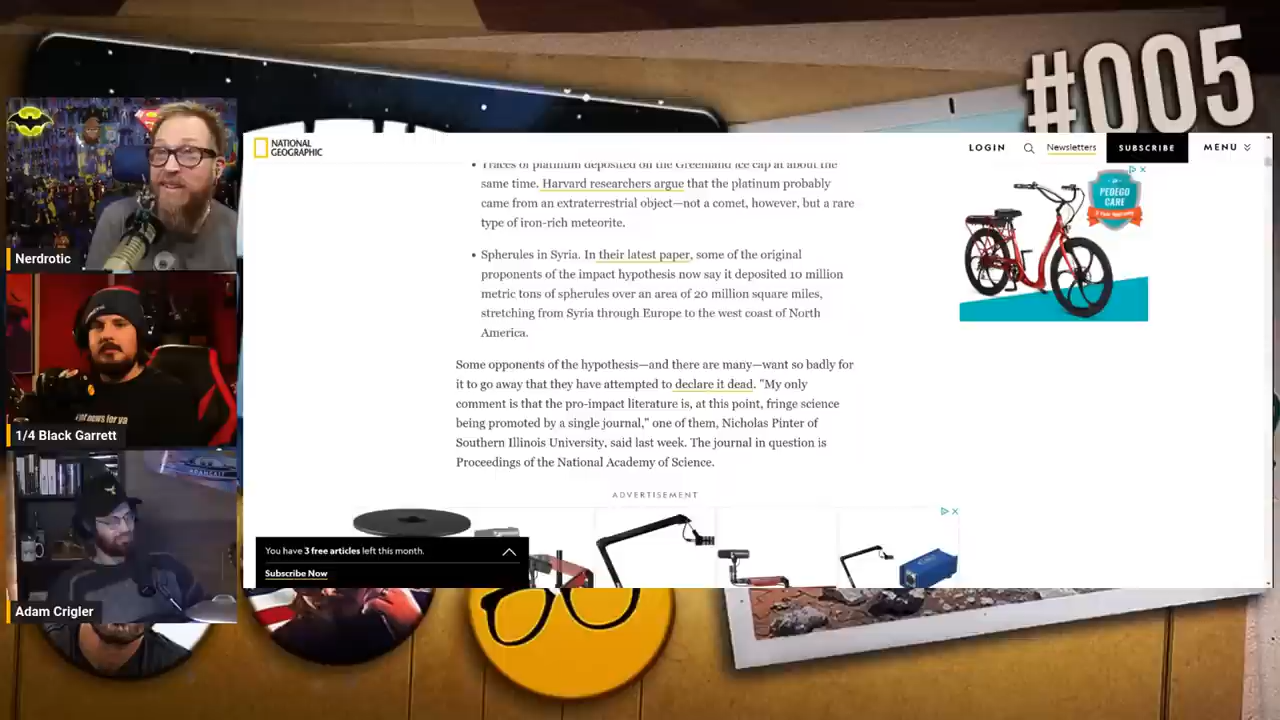 #005
NATIONAL
GEOGRAPHIC
LOGIN
Newsletters
SUBSCRIBE
MENU
Traces of platinum deposited on the Greenland ice cap at about the
same time. Harvard researchers argue that the platinum probably
came from an extraterrestrial object—not a comet, however, but a rare
type of iron-rich meteorite.
• Spherules in Syria. In their latest paper, some of the original
proponents of the impact hypothesis now say it deposited 10 million
metric tons of spherules over an area of 20 million square miles,
stretching from Syria through Europe to the west coast of North
America.
Some opponents of the hypothesis—and there are many—want so badly for
it to go away that they have attempted to declare it dead. "My only
comment is that the pro-impact literature is, at this point, fringe science
being promoted by a single journal," one of them, Nicholas Pinter of
Southern Illinois University, said last week. The journal in question is
Proceedings of the National Academy of Science.
ADVERTISEMENT
PEDEGO
CARE
You have 3 free articles left this month.
Subscribe Now
Nerdrotic
1/4 Black Garrett
Adam Crigler